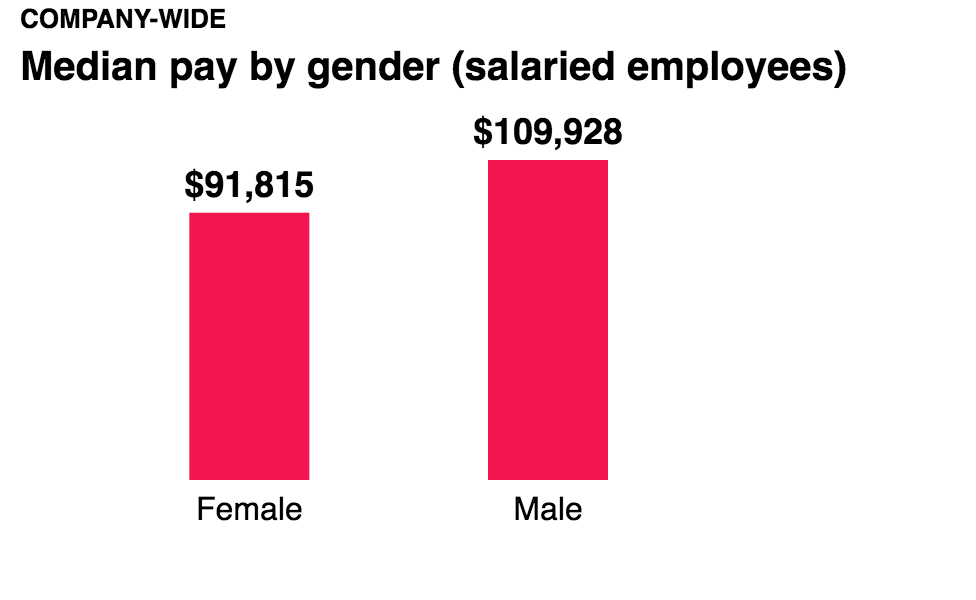 COMPANY-WIDE
Median pay by gender (salaried employees)
$109,928
$91,815
Female Male